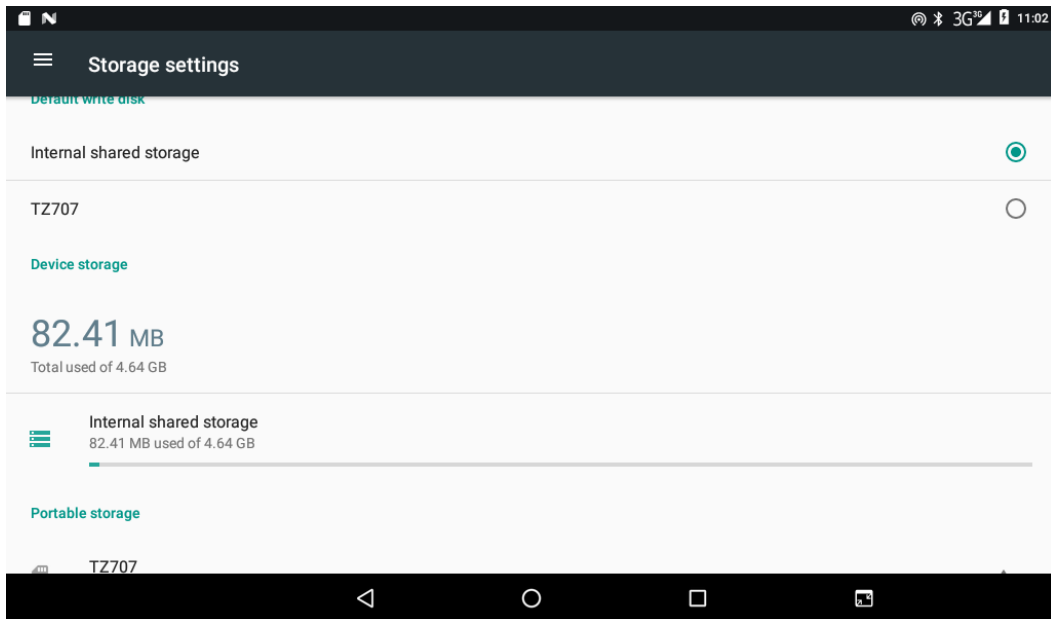 3G 3G 11:02
Storage settings
Default write disk
Internal shared storage
TZ707
Device storage
82.41 MB
Total used of 4.64 GB
Internal shared storage
82.41 MB used of 4.64 GB
Portable storage
TZ707